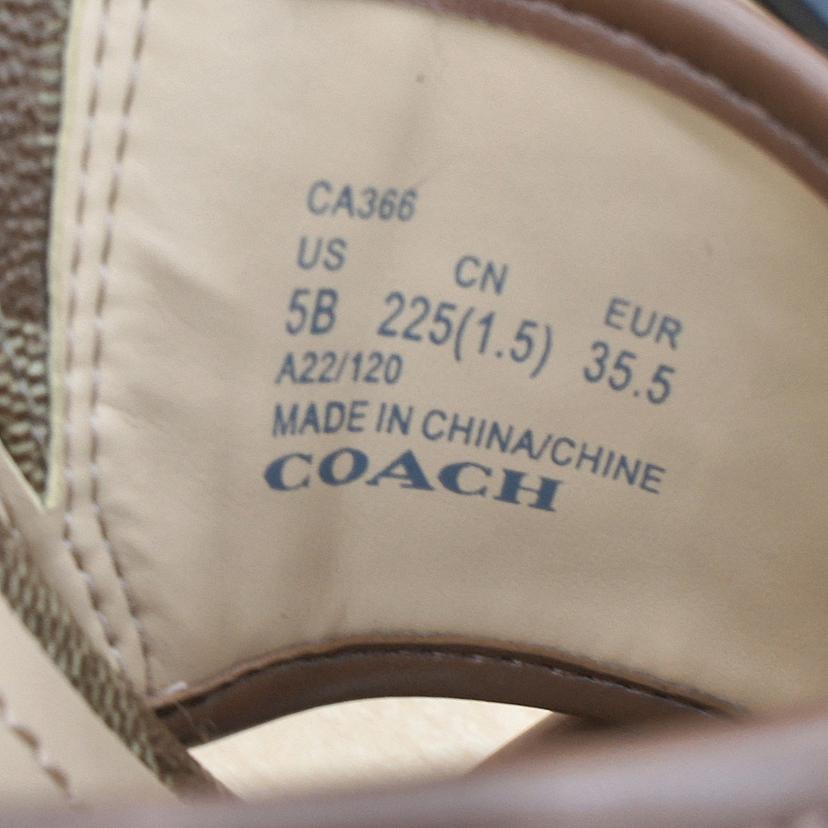 CA366
US CN EUR
5B 225(1.5) 35.5
A22/120
MADE IN CHINA/CHINE
COACH